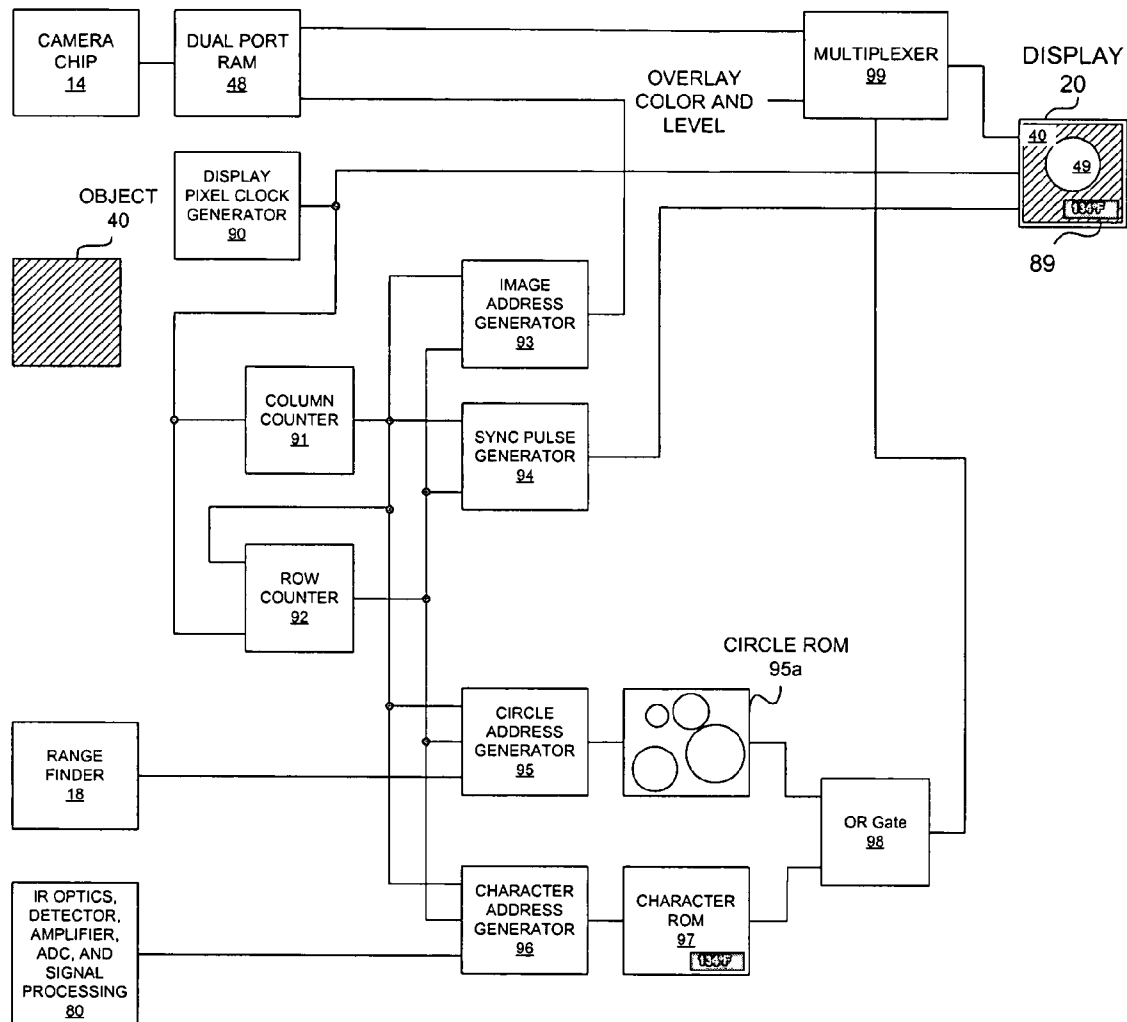 CAMERA
CHIP
14
DUAL PORT
RAM
48
MULTIPLEXER
99
OVERLAY
COLOR AND
LEVEL
DISPLAY
20
40
49
89
DISPLAY
PIXEL CLOCK
GENERATOR
90
OBJECT
40
IMAGE
ADDRESS
GENERATOR
93
COLUMN
COUNTER
91
SYNC PULSE
GENERATOR
94
ROW
COUNTER
92
CIRCLE ROM
95a
CIRCLE
ADDRESS
GENERATOR
95
RANGE
FINDER
18
OR Gate
98
IR OPTICS,
DETECTOR,
AMPLIFIER,
ADC, AND
SIGNAL
PROCESSING
80
CHARACTER
ADDRESS
GENERATOR
96
CHARACTER
ROM
97